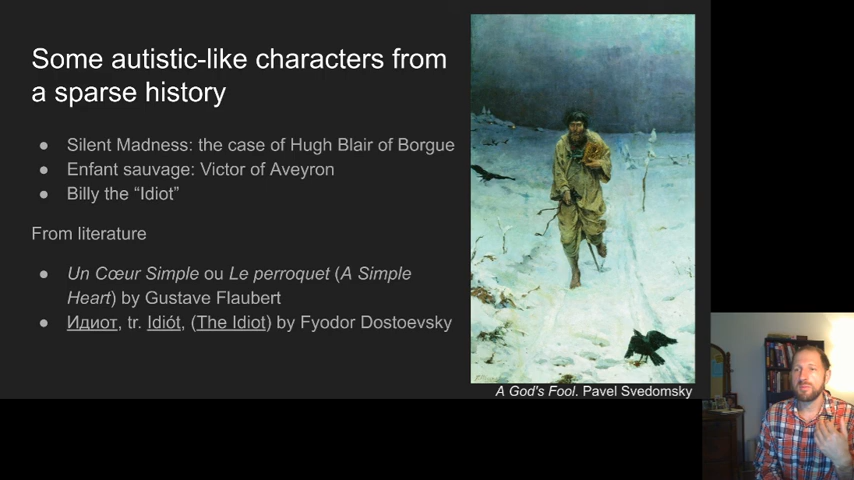 Some autistic-like characters from
a sparse history
● Silent Madness: the case of Hugh Blair of Borgue
● Enfant sauvage: Victor of Aveyron
● Billy the “Idiot”
From literature
● Un Cœur Simple ou Le perroquet (A Simple
Heart) by Gustave Flaubert
● Идиот, tr. Idiót, (The Idiot) by Fyodor Dostoevsky
A God's Fool. Pavel Svedomsky